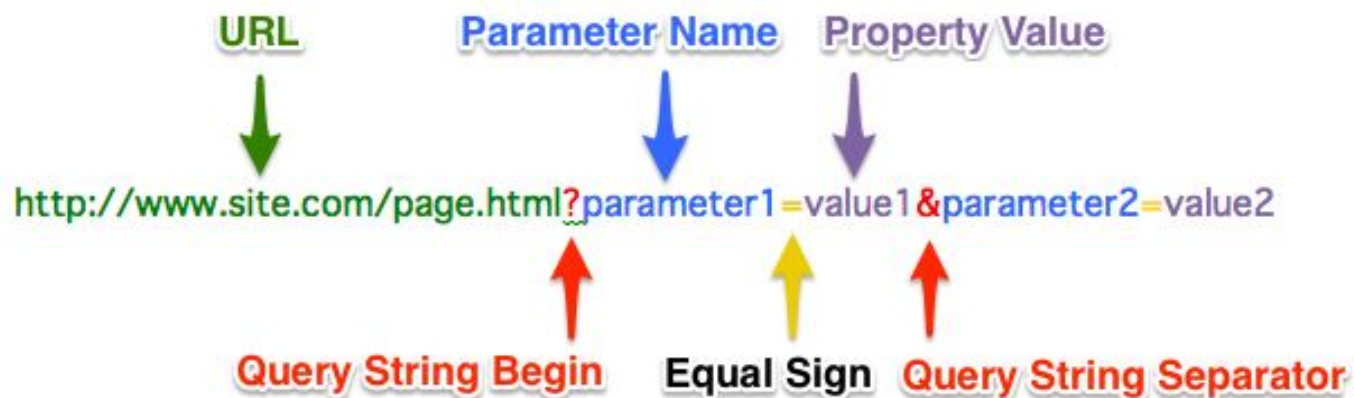 URL Parameter Name Property Value
http://www.site.com/page.html?parameter1=value1&parameter2=value2
Query String Begin Equal Sign Query String Separator